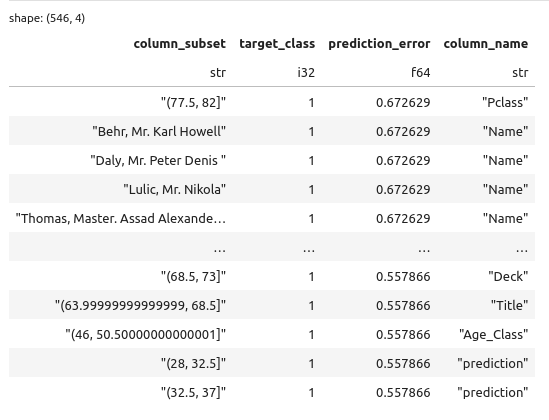 shape: (546, 4)
column_subset target_class prediction_error column_name
str i32 f64 str
"(77.5, 82]" 1 0.672629 "Pclass"
"Behr, Mr. Karl Howell" 1 0.672629 "Name"
"Daly, Mr. Peter Denis " 1 0.672629 "Name"
"Lulic, Mr. Nikola" 1 0.672629 "Name"
"Thomas, Master. Assad Alexande… 1 0.672629 "Name"
… … … …
"(68.5, 73]" 1 0.557866 "Deck"
"(63.99999999999999, 68.5]" 1 0.557866 "Title"
"(46, 50.50000000000001]" 1 0.557866 "Age_Class"
"(28, 32.5]" 1 0.557866 "prediction"
"(32.5, 37]" 1 0.557866 "prediction"